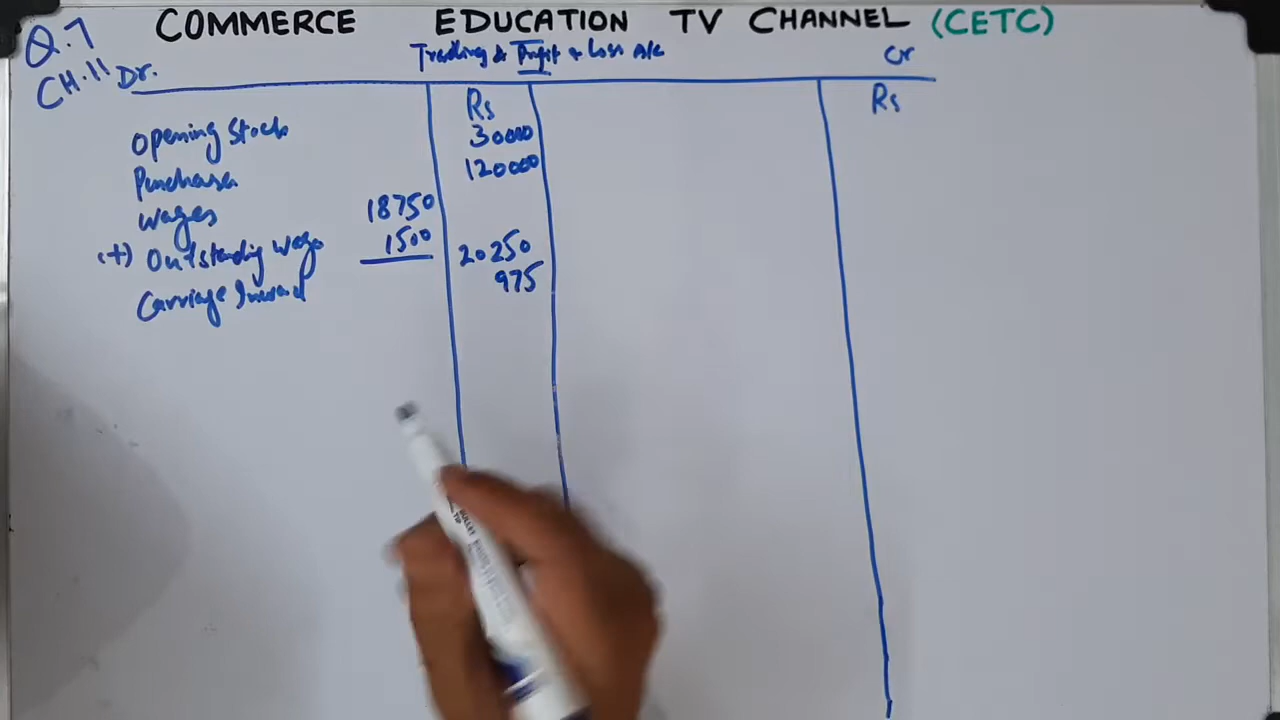 COMMERCE EDUCATION TV CHANNEL (CETC)
Q.7
CH.11
Trading & Profit & Loss A/c
Dr. Cr
Rs Rs
Opening Stock 30000
Purchases 120000
Wages 18750
(+) Outstanding wages 1500 20250
Carriage Inward 975